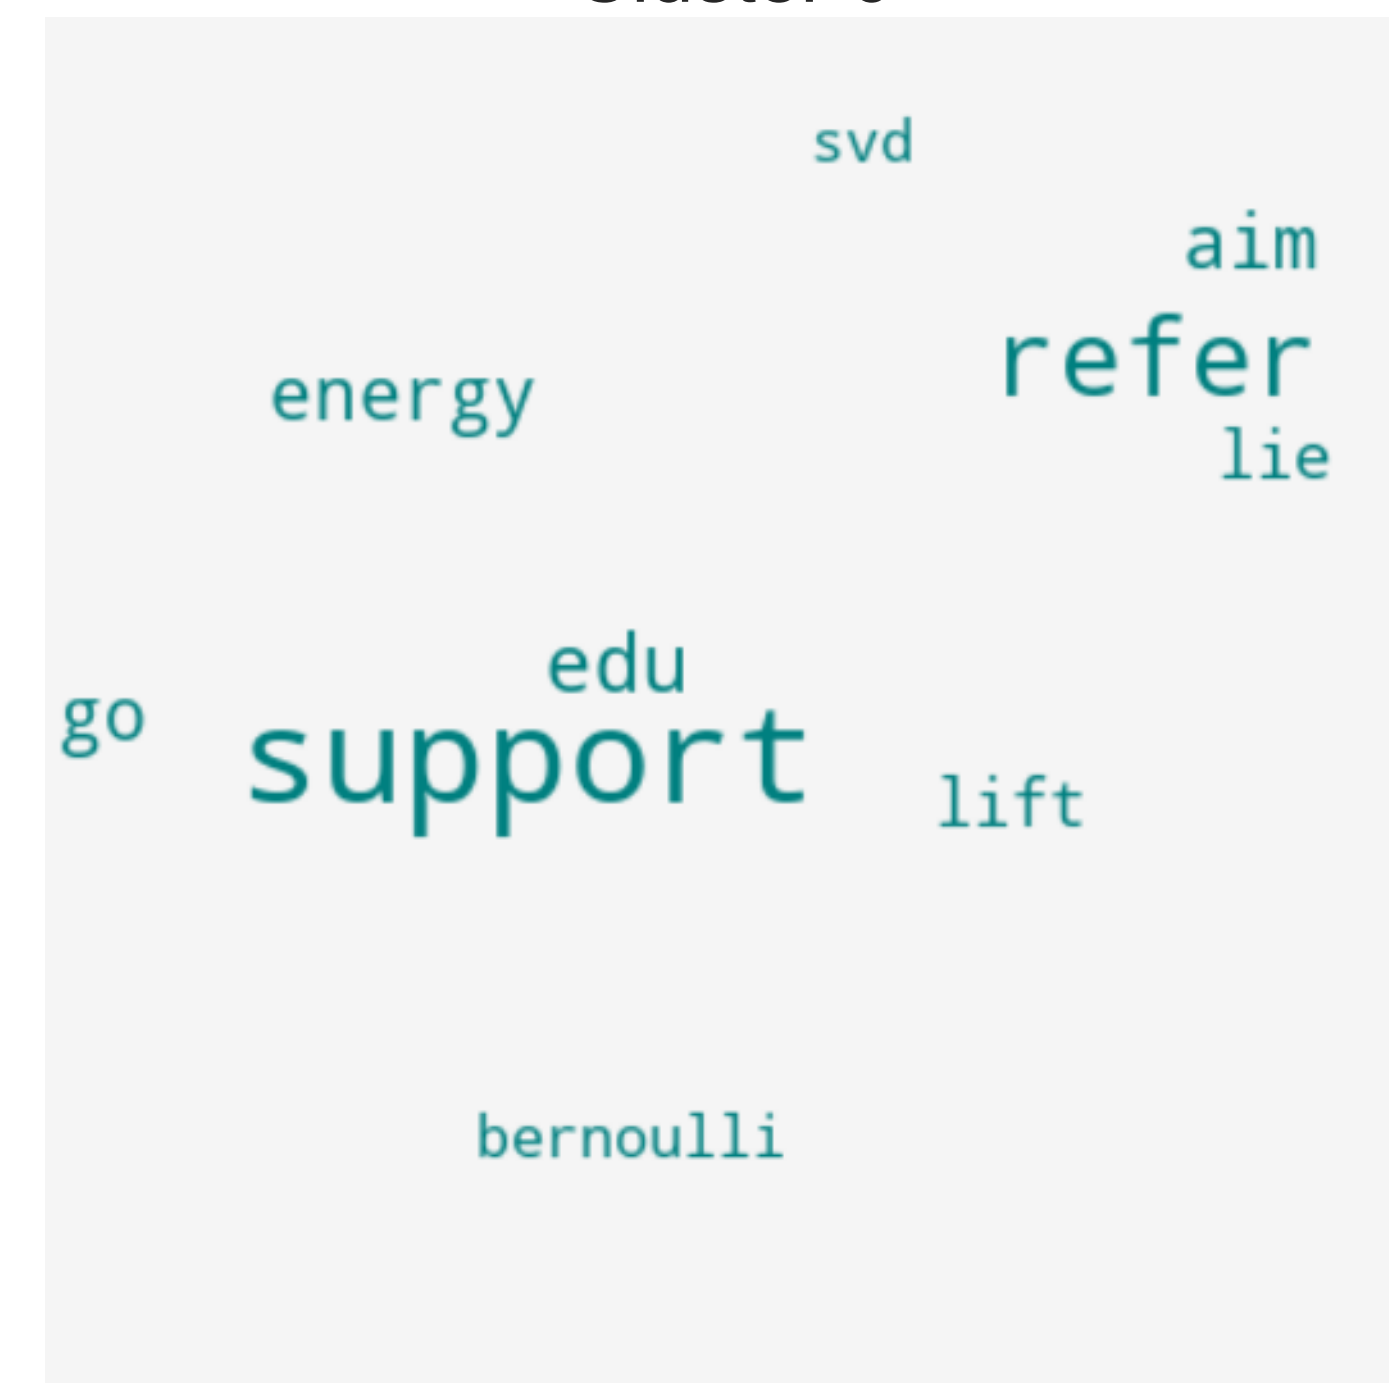 svd
aim
refer
energy
lie
edu
go
support
lift
bernoulli